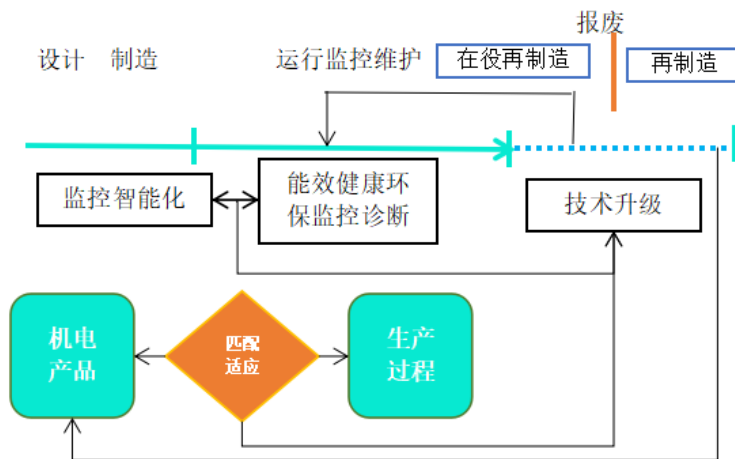 报废
设计 制造 运行监控维护 在役再制造 再制造
监控智能化
能效健康环
保监控诊断
技术升级
机电
产品
匹配
适应
生产
过程